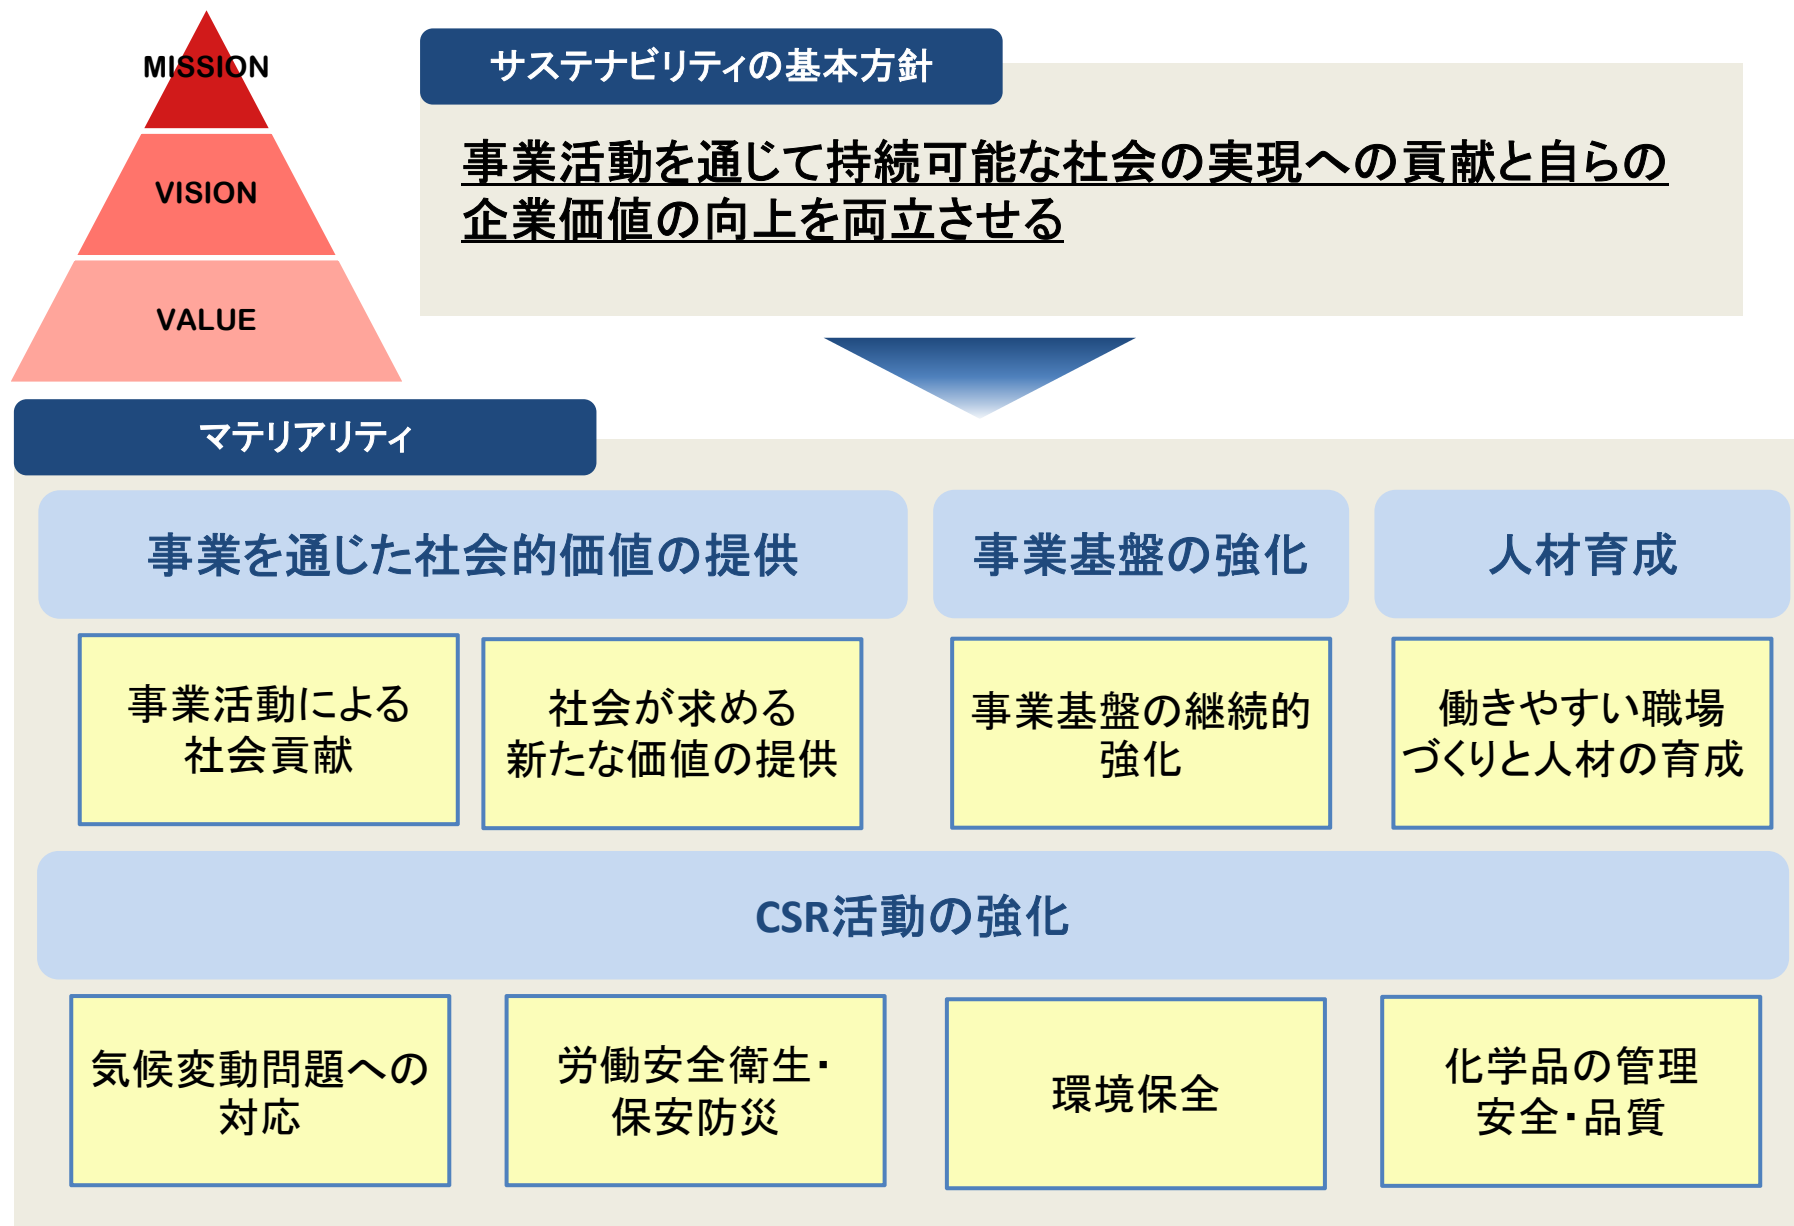 MISSION
VISION
VALUE
サステナビリティの基本方針
事業活動を通じて持続可能な社会の実現への貢献と自らの
企業価値の向上を両立させる
マテリアリティ
事業を通じた社会的価値の提供
事業基盤の強化
人材育成
事業活動による
社会貢献
社会が求める
新たな価値の提供
事業基盤の継続的
強化
働きやすい職場
づくりと人材の育成
CSR活動の強化
気候変動問題への
対応
労働安全衛生・
保安防災
環境保全
化学品の管理
安全・品質